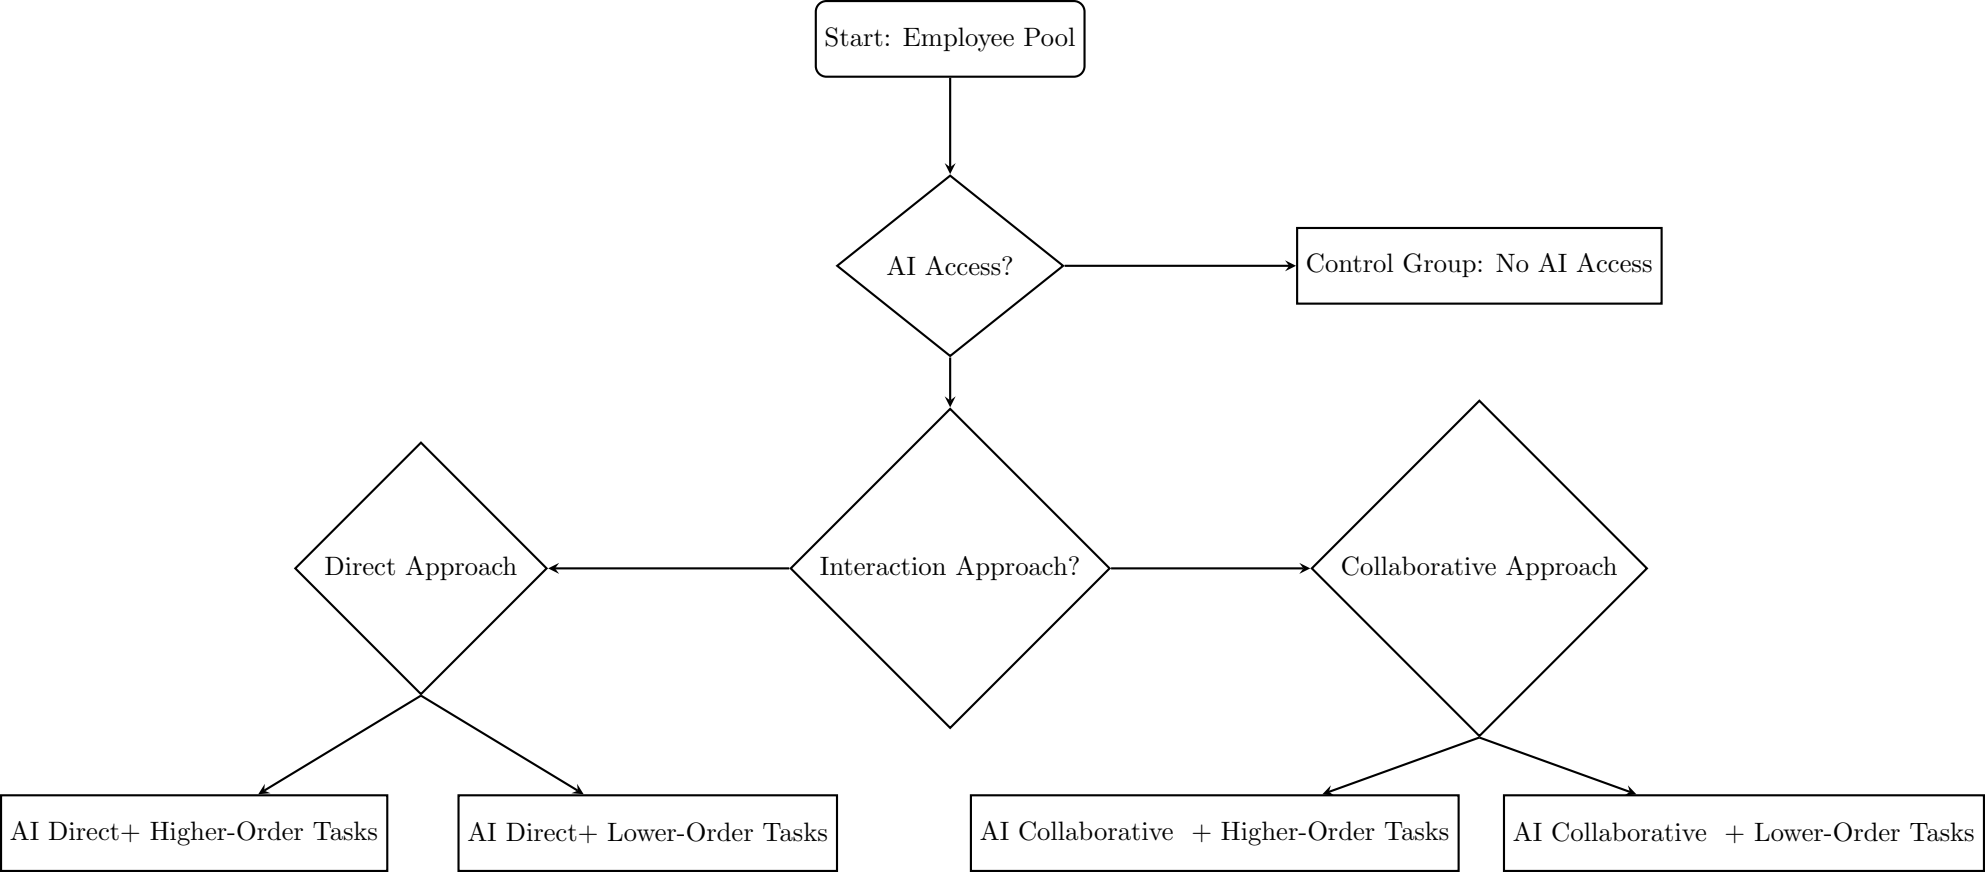 Start: Employee Pool
AI Access?
Control Group: No AI Access
Direct Approach
Interaction Approach?
Collaborative Approach
AI Direct+ Higher-Order Tasks
AI Direct+ Lower-Order Tasks
AI Collaborative + Higher-Order Tasks
AI Collaborative + Lower-Order Tasks